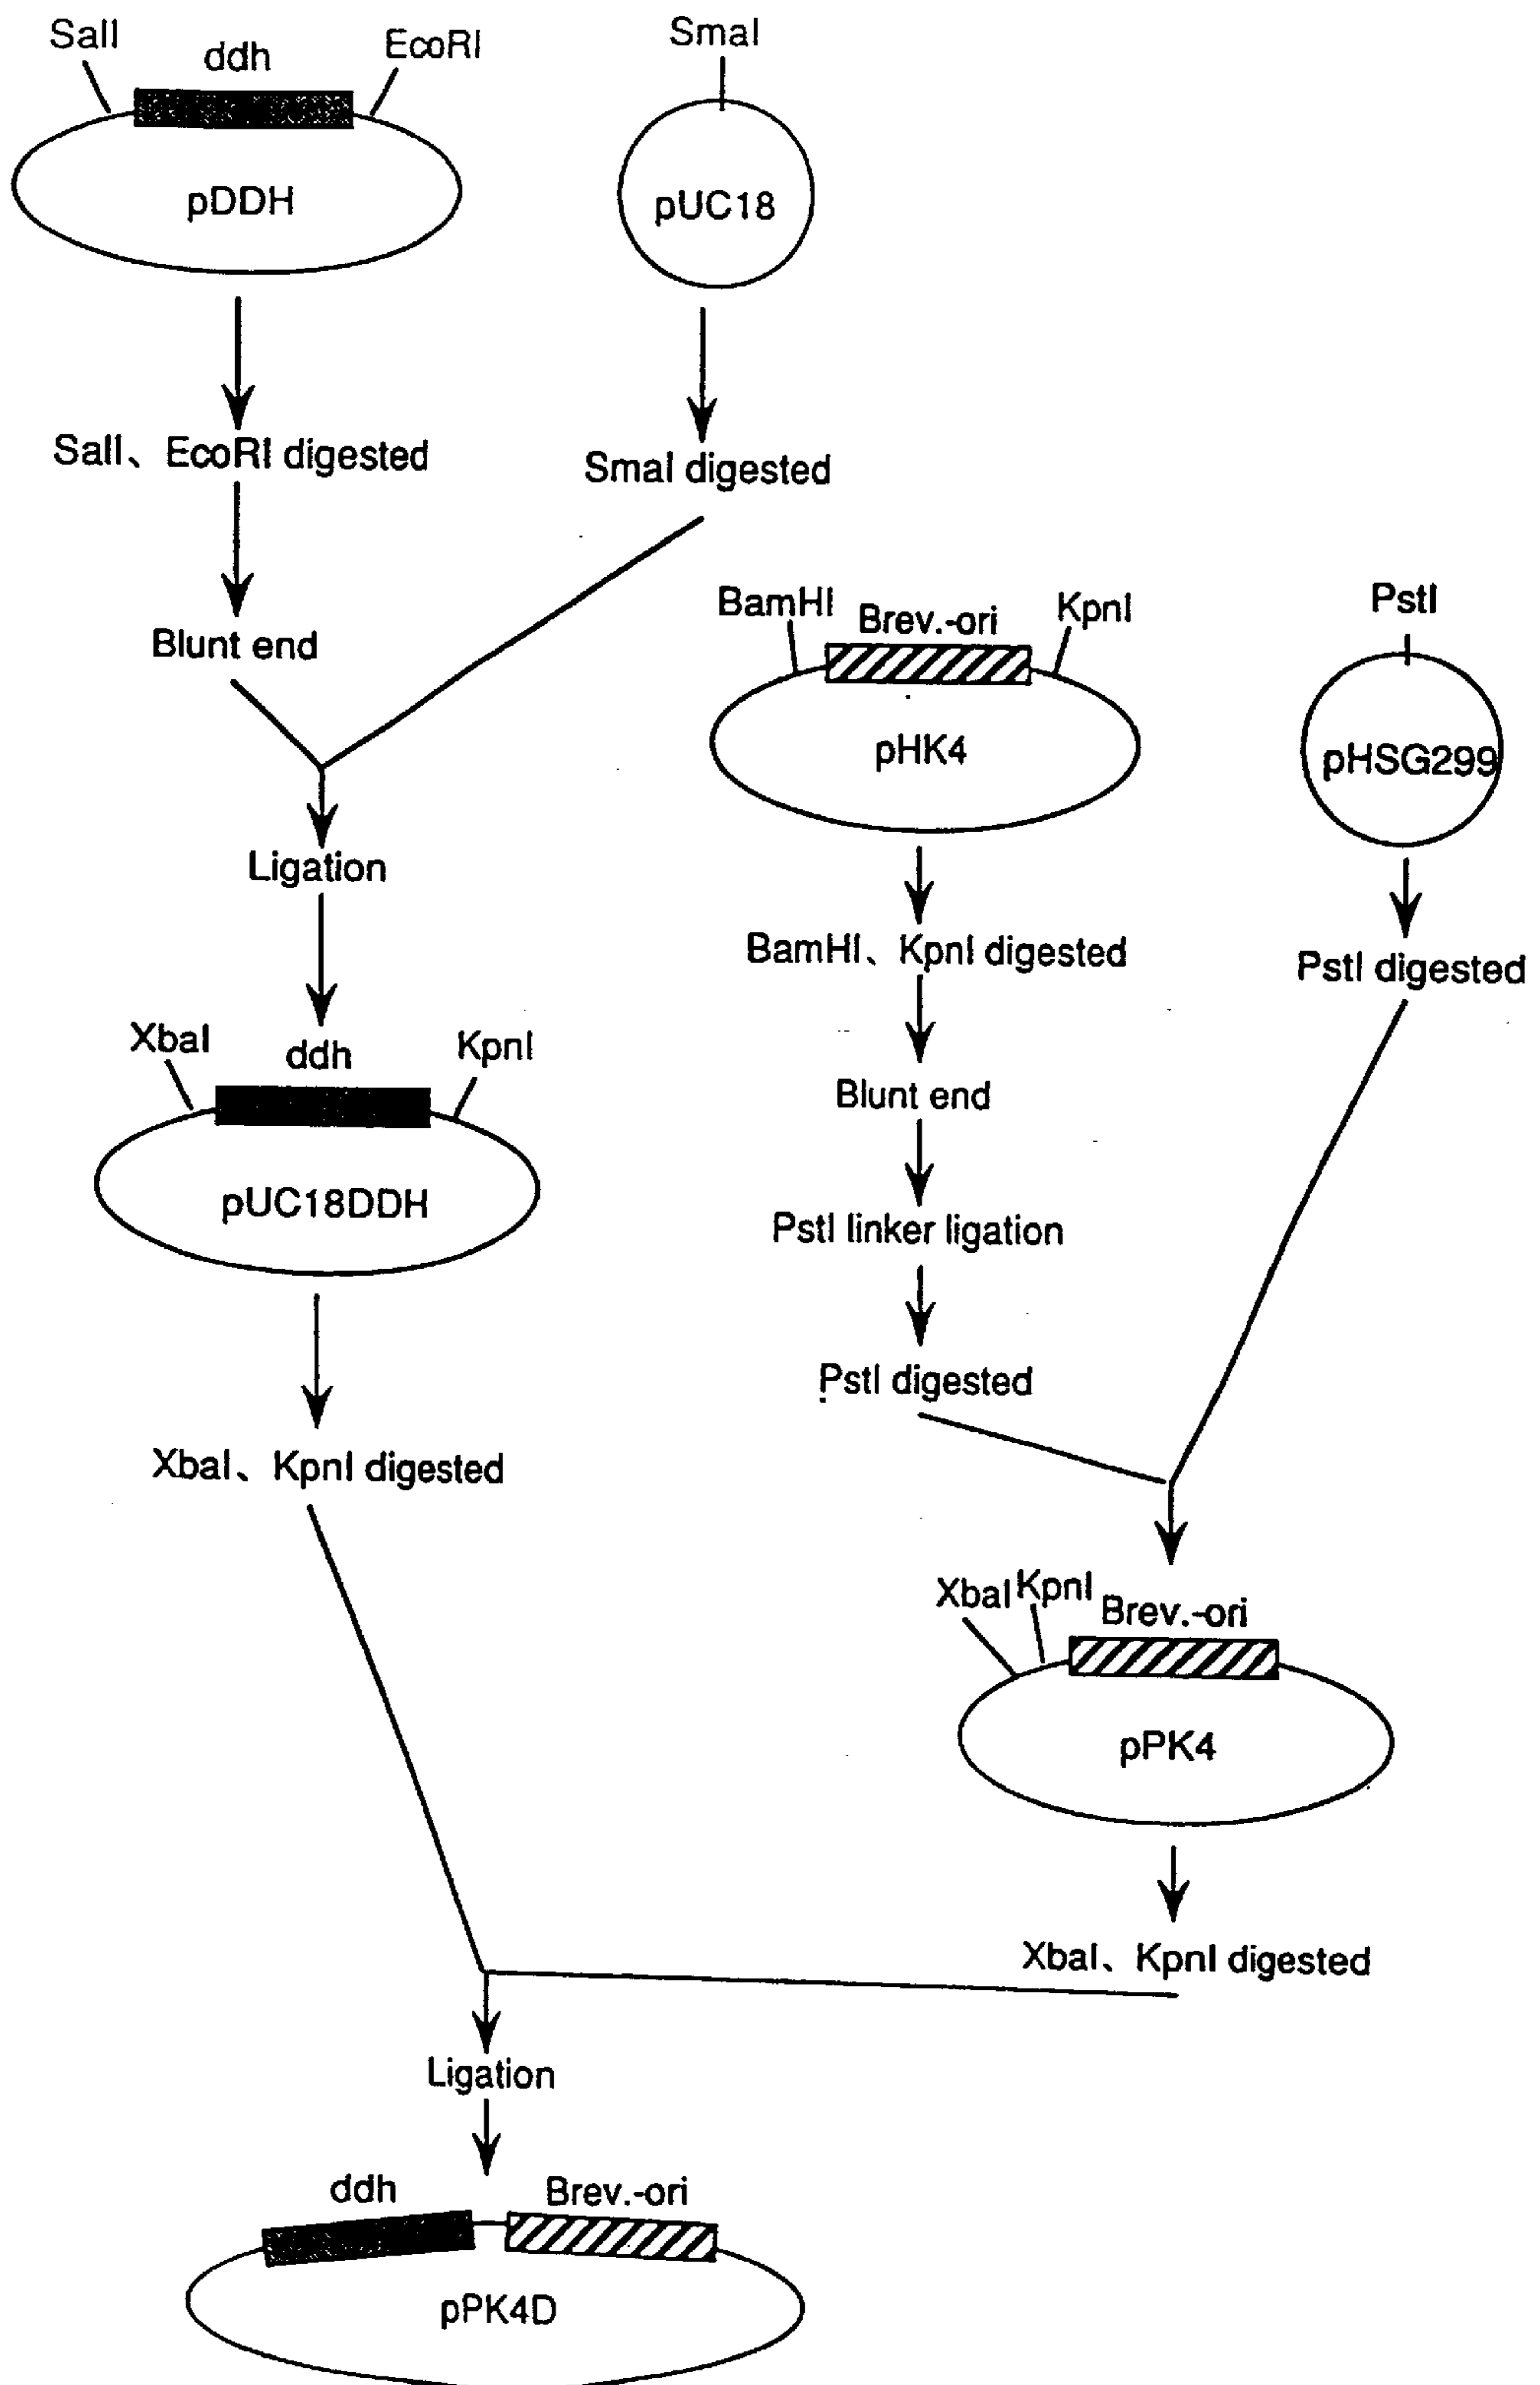 SalI
ddh
EcoRI
SmaI
pDDH
pUC18
SalI、EcoRI digested
SmaI digested
Blunt end
BamHI
Brev.-ori
KpnI
PstI
pHK4
pHSG299
Ligation
BamHI、KpnI digested
PstI digested
XbaI
ddh
KpnI
Blunt end
pUC18DDH
PstI linker ligation
PstI digested
XbaI、KpnI digested
XbaI
KpnI
Brev.-ori
pPK4
XbaI、KpnI digested
Ligation
ddh
Brev.-ori
pPK4D